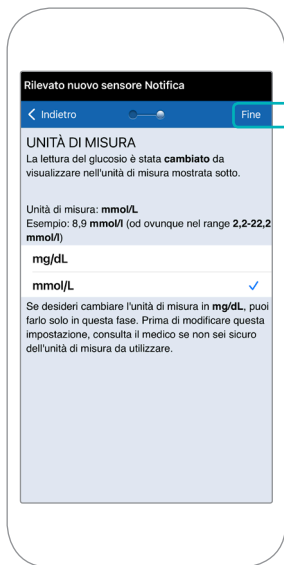 Rilevato nuovo sensore Notifica
Indietro
Fine
UNITÀ DI MISURA
La lettura del glucosio è stata cambiato da
visualizzare nell'unità di misura mostrata sotto.
Unità di misura: mmol/L
Esempio: 8,9 mmol/l (od ovunque nel range 2,2-22,2
mmol/l)
mg/dL
mmol/L
Se desideri cambiare l'unità di misura in mg/dL, puoi
farlo solo in questa fase. Prima di modificare questa
impostazione, consulta il medico se non sei sicuro
dell'unità di misura da utilizzare.